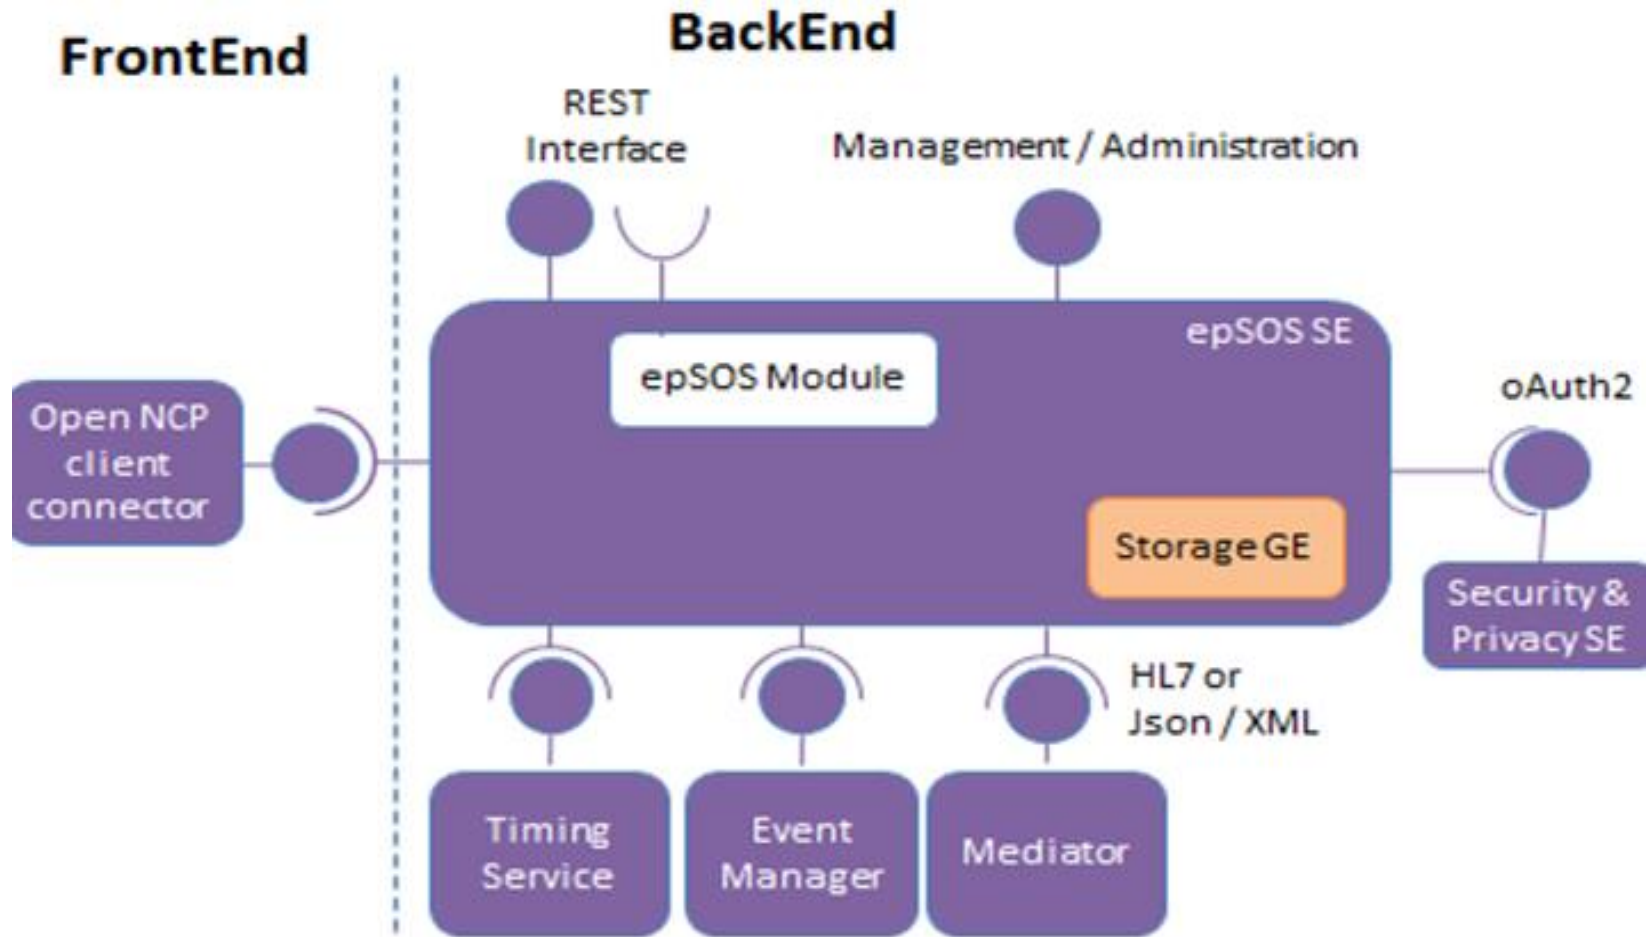 FrontEnd
BackEnd
REST
Interface
Management / Administration
epSOS SE
epSOS Module
oAuth2
Open NCP
client
connector
Storage GE
Security &
Privacy SE
HL7 or
Json / XML
Timing
Service
Event
Manager
Mediator